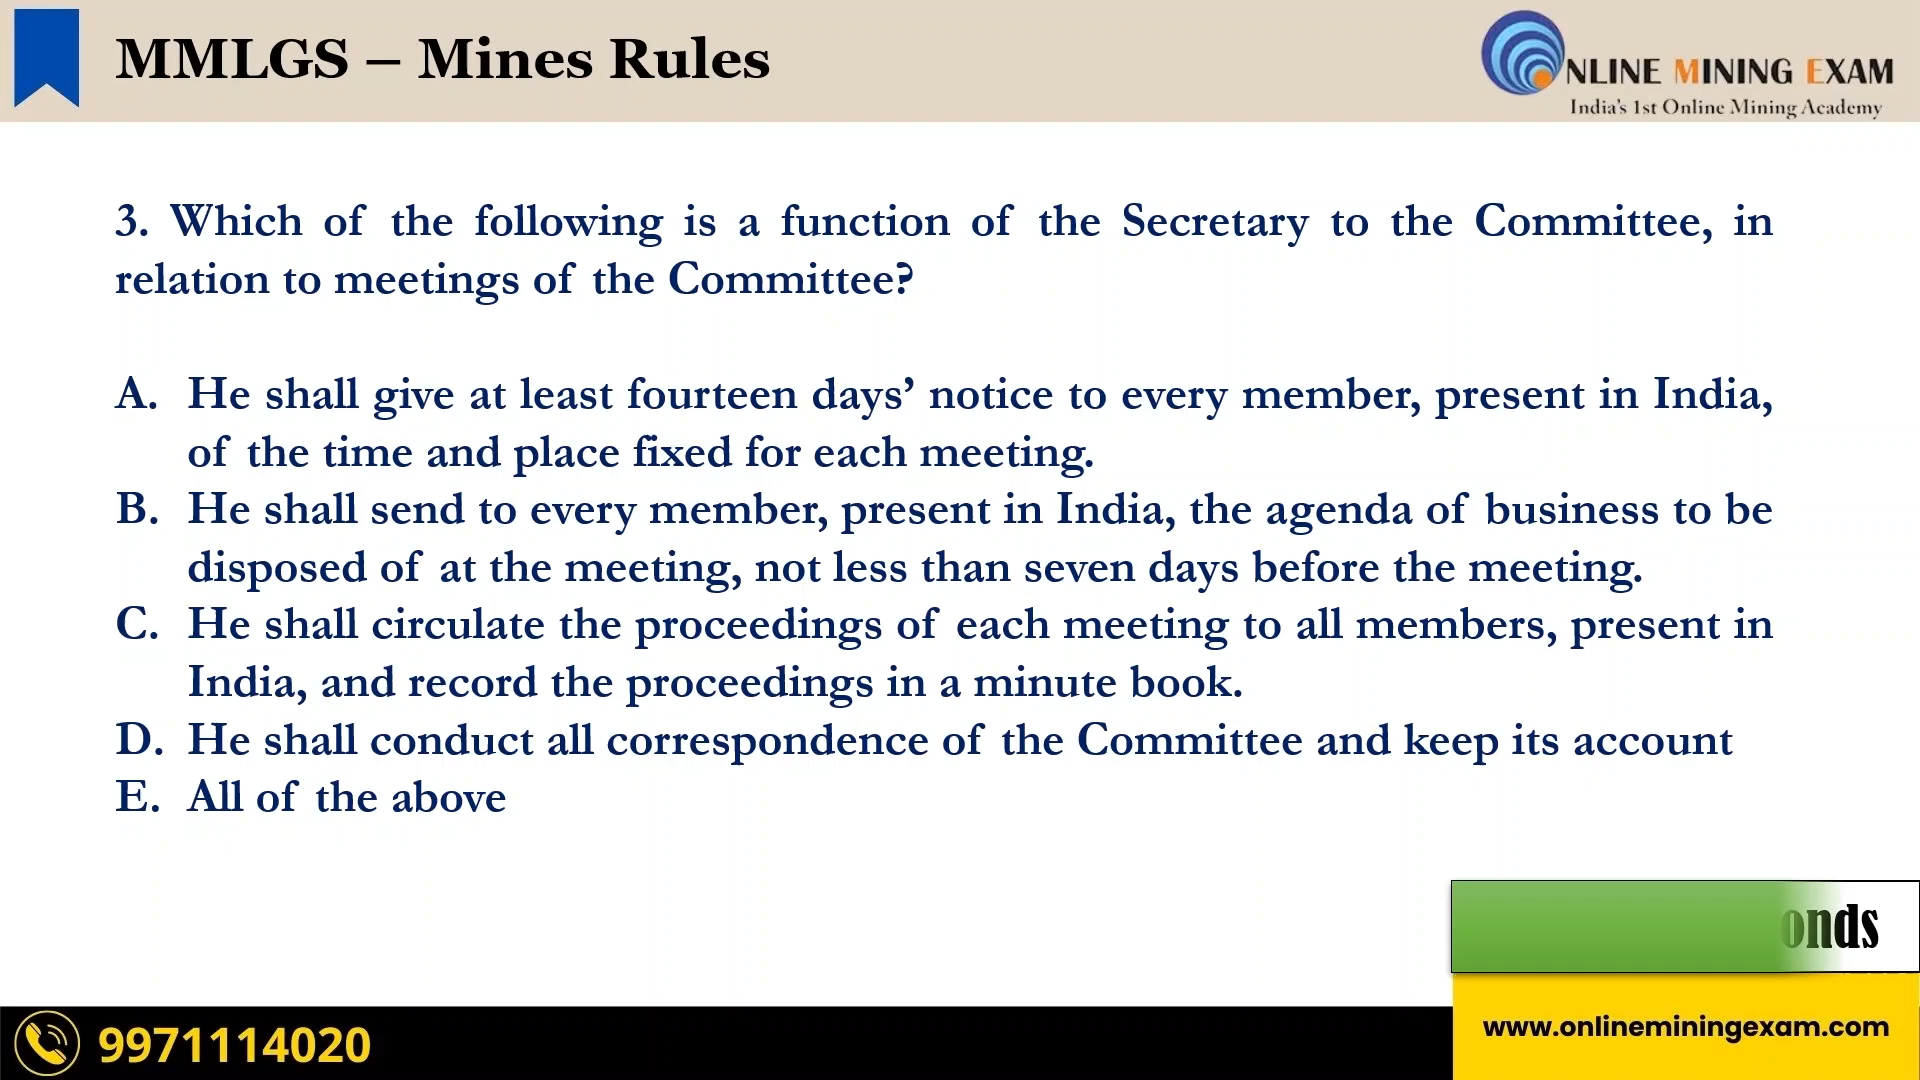 MMLGS – Mines Rules
NLINE MINING EXAM
India's 1st Online Mining Academy
3. Which of the following is a function of the Secretary to the Committee, in
relation to meetings of the Committee?
A. He shall give at least fourteen days’ notice to every member, present in India,
of the time and place fixed for each meeting.
B. He shall send to every member, present in India, the agenda of business to be
disposed of at the meeting, not less than seven days before the meeting.
C. He shall circulate the proceedings of each meeting to all members, present in
India, and record the proceedings in a minute book.
D. He shall conduct all correspondence of the Committee and keep its account
E. All of the above
onds
9971114020
www.onlineminingexam.com